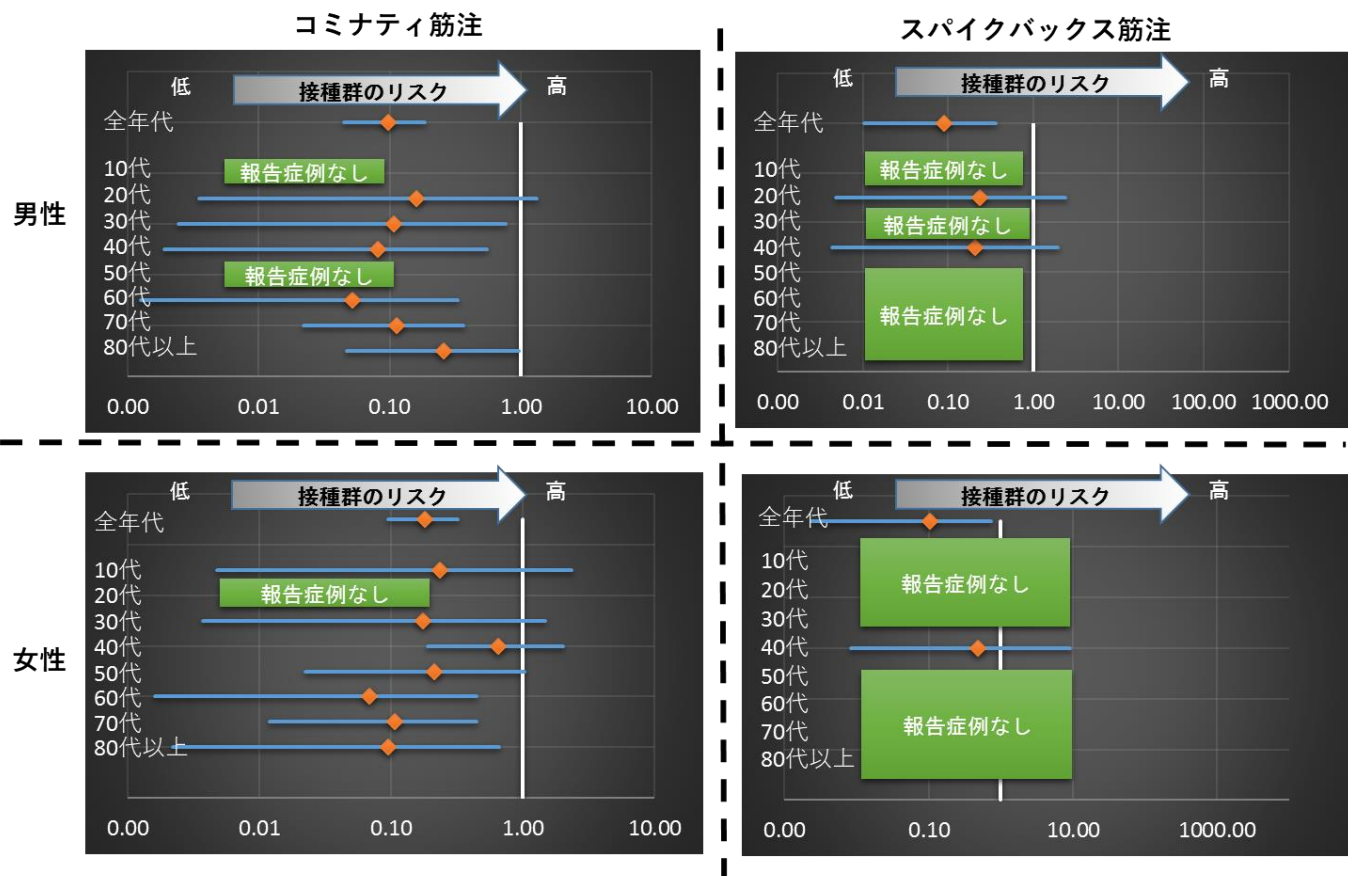 コミナティ筋注
スパイクバックス筋注
男性
低
接種群のリスク
高
全年代
10代
報告症例なし
20代
30代
40代
50代
報告症例なし
60代
70代
80代以上
0.00 0.01 0.10 1.00 10.00
低
接種群のリスク
高
全年代
10代
報告症例なし
20代
30代
報告症例なし
40代
50代
60代
報告症例なし
70代
80代以上
0.00 0.01 0.10 1.00 10.00 100.00 1000.00
女性
低
接種群のリスク
高
全年代
10代
20代
報告症例なし
30代
40代
50代
60代
70代
80代以上
0.00 0.01 0.10 1.00 10.00
低
接種群のリスク
高
全年代
10代
20代
報告症例なし
30代
40代
50代
60代
報告症例なし
70代
80代以上
0.00 0.10 10.00 1000.00